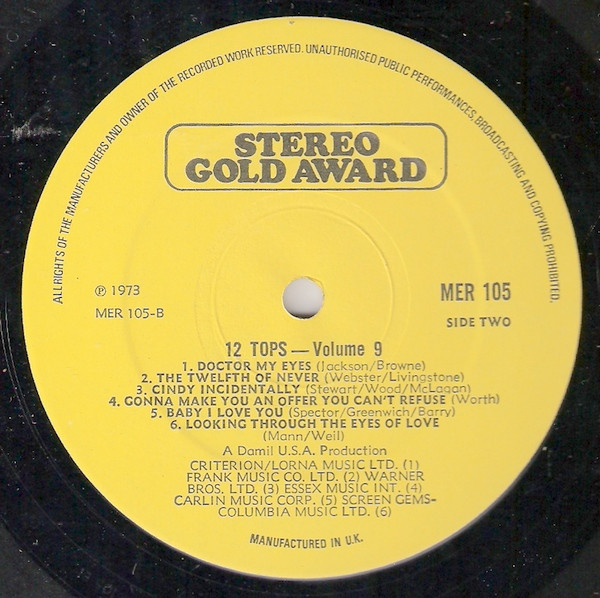 ALL RIGHTS OF THE MANUFACTURERS AND OWNER OF THE RECORDED WORK RESERVED. UNAUTHORISED PUBLIC PERFORMANCES, BROADCASTING AND COPYING PROHIBITED.
STEREO
GOLD AWARD
℗ 1973
MER 105-B
MER 105
SIDE TWO
12 TOPS — Volume 9
1. DOCTOR MY EYES (Jackson/Browne)
2. THE TWELFTH OF NEVER (Webster/Livingstone)
3. CINDY INCIDENTALLY (Stewart/Wood/McLagan)
4. GONNA MAKE YOU AN OFFER YOU CAN'T REFUSE (Worth)
5. BABY I LOVE YOU (Spector/Greenwich/Barry)
6. LOOKING THROUGH THE EYES OF LOVE
(Mann/Weil)
A Damil U.S.A. Production
CRITERION/LORNA MUSIC LTD. (1)
FRANK MUSIC CO. LTD. (2) WARNER
BROS, LTD. (3) ESSEX MUSIC INT. (4)
CARLIN MUSIC CORP. (5) SCREEN GEMS–
COLUMBIA MUSIC LTD. (6)
MANUFACTURED IN U.K.